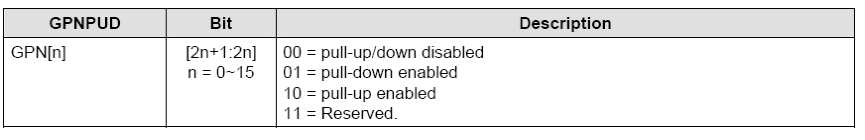 GPNPUD Bit Description
GPN[n] [2n+1:2n] 00 = pull-up/down disabled
n = 0~15 01 = pull-down enabled
10 = pull-up enabled
11 = Reserved.